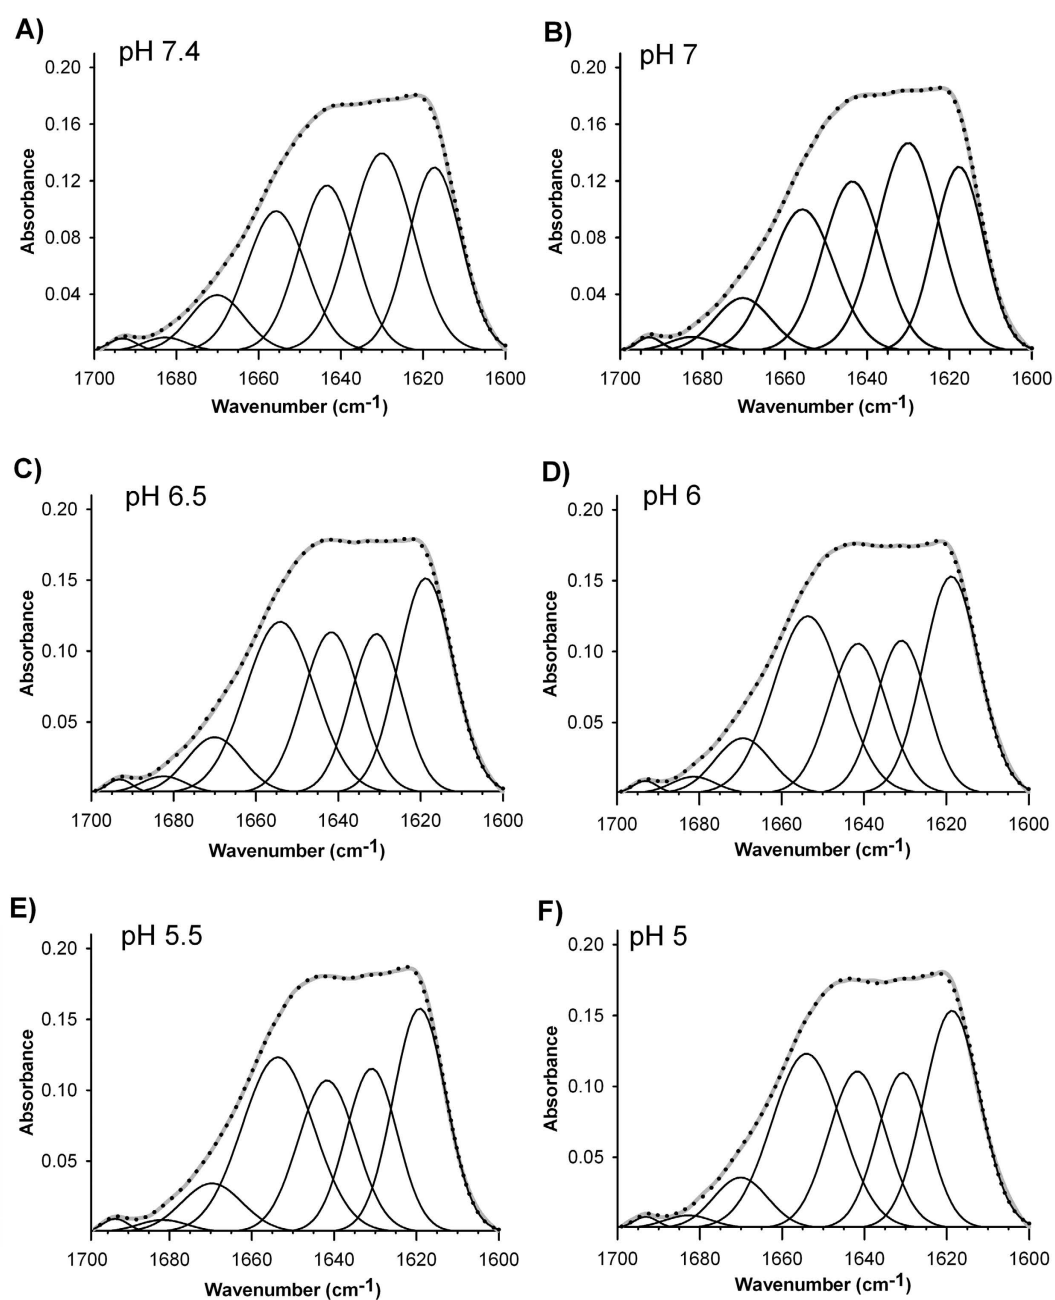 A)
pH 7.4
0.20
0.16
0.12
0.08
0.04
Absorbance
1700 1680 1660 1640 1620 1600
Wavenumber (cm-1)
B)
pH 7
0.20
0.16
0.12
0.08
0.04
Absorbance
1700 1680 1660 1640 1620 1600
Wavenumber (cm-1)
C)
pH 6.5
0.20
0.15
0.10
0.05
Absorbance
1700 1680 1660 1640 1620 1600
Wavenumber (cm-1)
D)
pH 6
0.20
0.15
0.10
0.05
Absorbance
1700 1680 1660 1640 1620 1600
Wavenumber (cm-1)
E)
pH 5.5
0.20
0.15
0.10
0.05
Absorbance
1700 1680 1660 1640 1620 1600
Wavenumber (cm-1)
F)
pH 5
0.20
0.15
0.10
0.05
Absorbance
1700 1680 1660 1640 1620 1600
Wavenumber (cm-1)